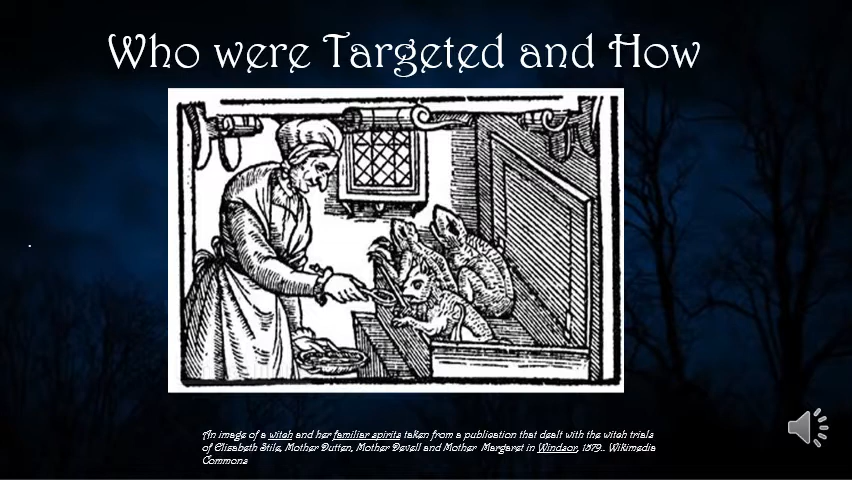 Who were Targeted and How
An image of a witch and her familiar spirits taken from a publication that dealt with the witch trials
of Elisabeth Stile, Mother Dutten, Mother Devell and Mother Margaret in Windsor, 1579.. Wikimedia
Commons